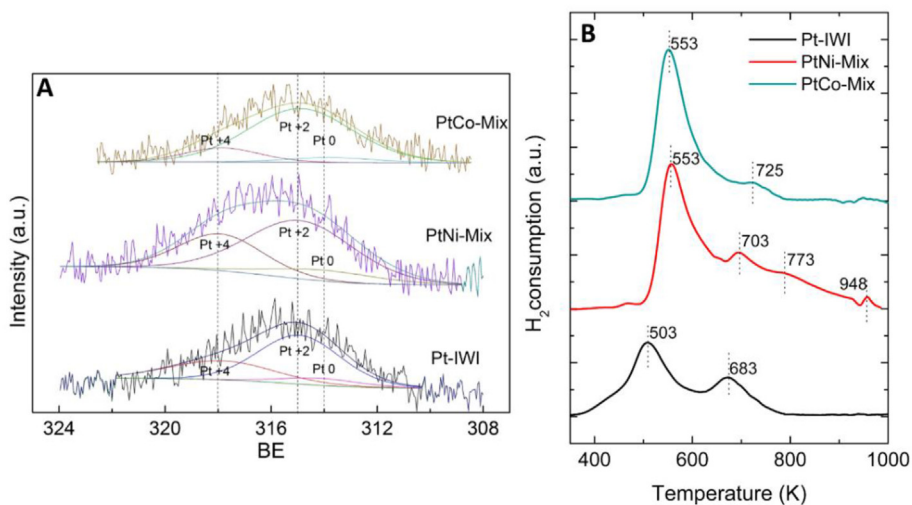 A
PtCo-Mix
Pt +4
Pt +2
Pt 0
PtNi-Mix
Pt +4
Pt +2
Pt 0
Pt-IWI
Pt +4
Pt +2
Pt 0
Intensity (a.u.)
324 320 316 312 308
BE
B
553
Pt-IWI
PtNi-Mix
PtCo-Mix
725
553
703
773
948
503
683
H2 consumption (a.u.)
400 600 800 1000
Temperature (K)